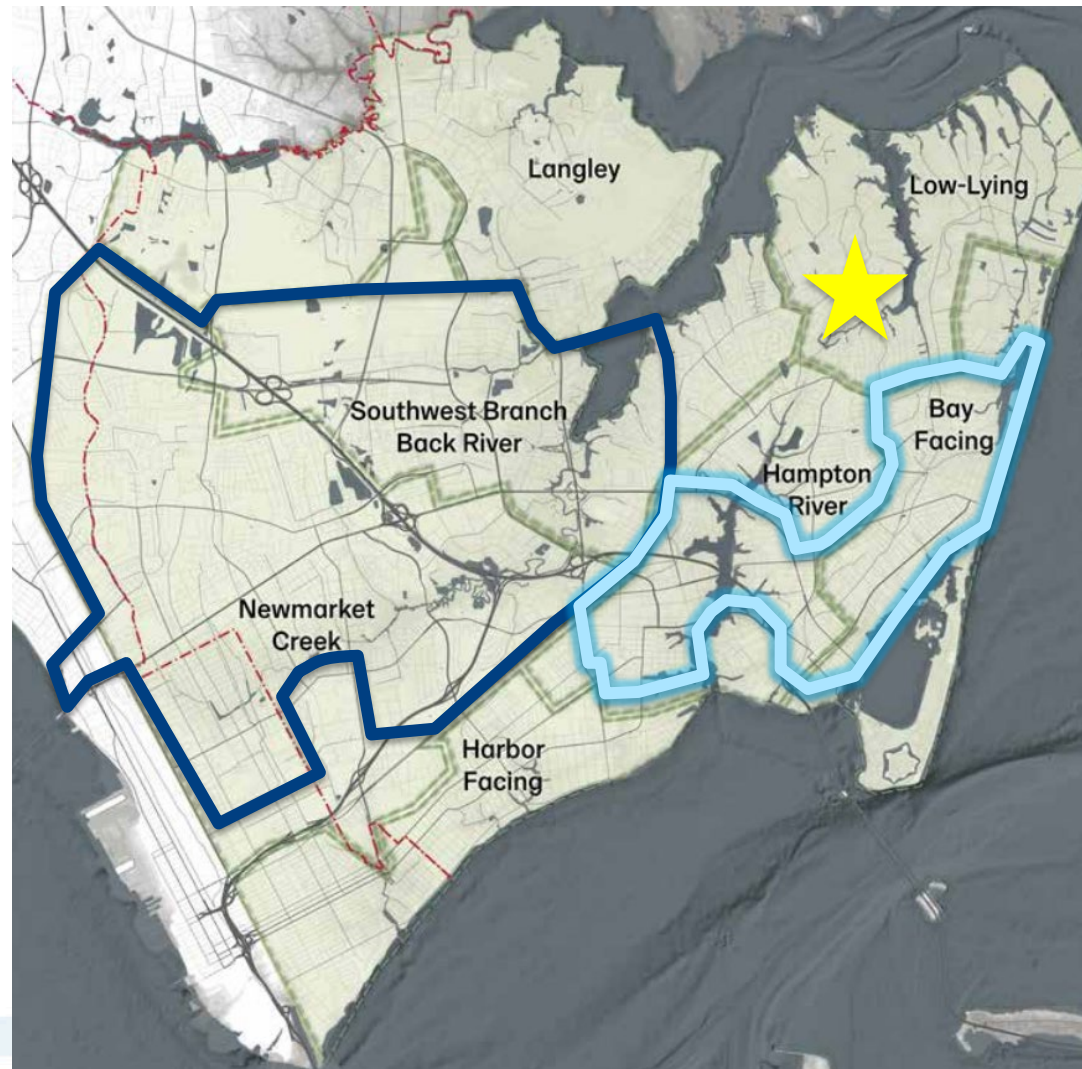 Langley
Low-Lying
Southwest Branch
Back River
Bay
Facing
Hampton
River
Newmarket
Creek
Harbor
Facing